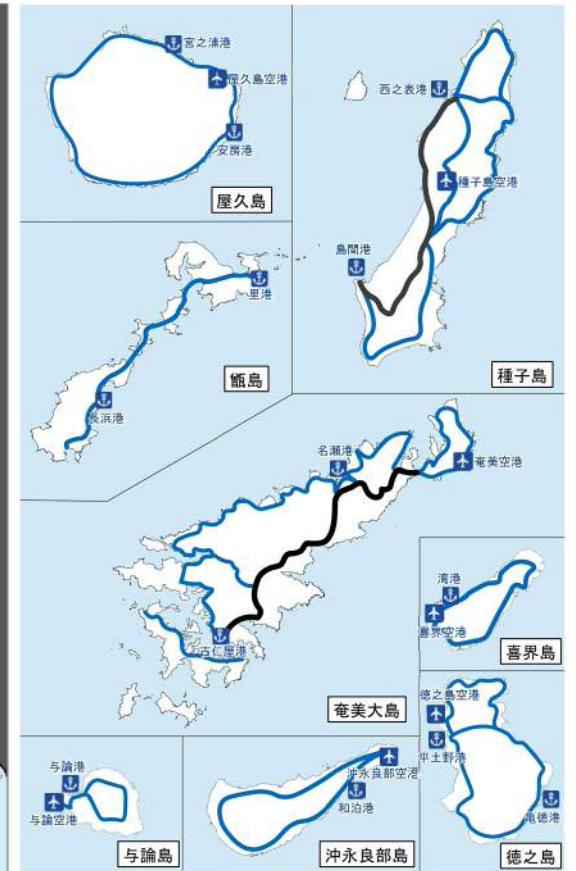 宮之浦港
屋久島空港
安房港
屋久島
西之表港
種子島空港
島間港
種子島
里港
長浜港
甑島
名瀬港
奄美空港
古仁屋港
奄美大島
湾港
喜界空港
喜界島
徳之島空港
平土野港
亀徳港
徳之島
与論港
与論空港
与論島
沖永良部空港
和泊港
沖永良部島